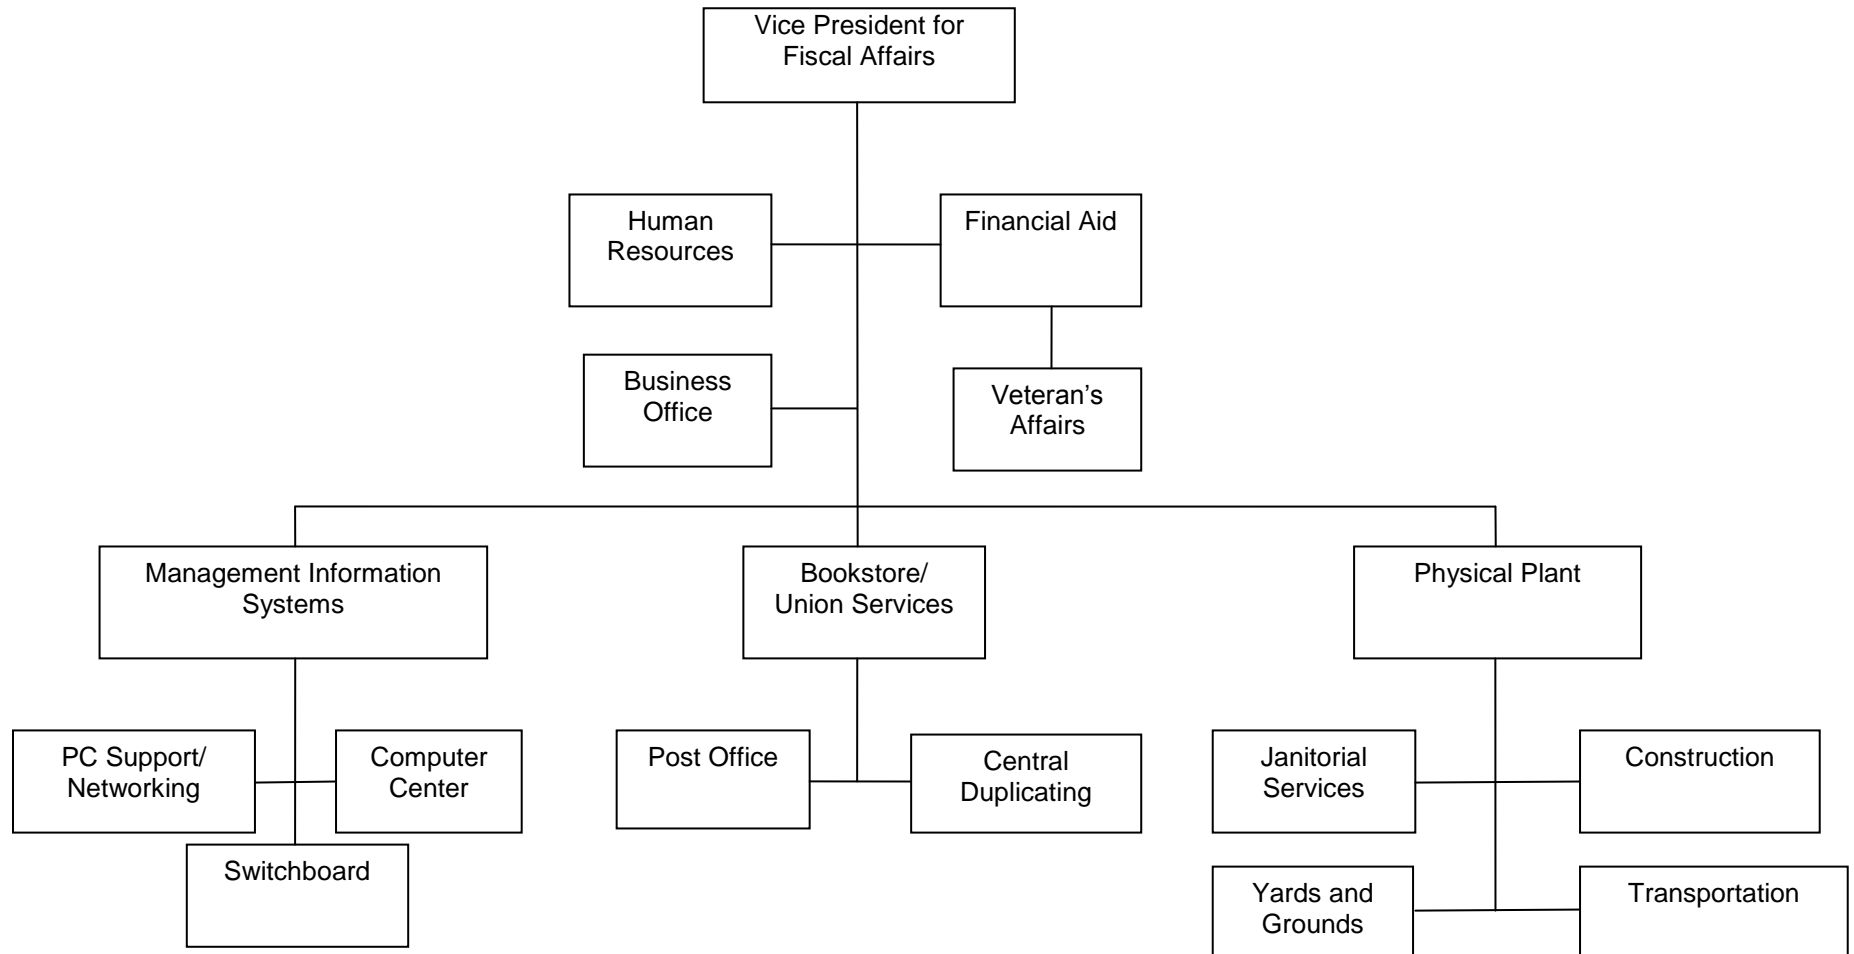 Vice President for
Fiscal Affairs
Human
Resources
Financial Aid
Business
Office
Veteran’s
Affairs
Management Information
Systems
Bookstore/
Union Services
Physical Plant
PC Support/
Networking
Computer
Center
Post Office
Central
Duplicating
Janitorial
Services
Construction
Switchboard
Yards and
Grounds
Transportation